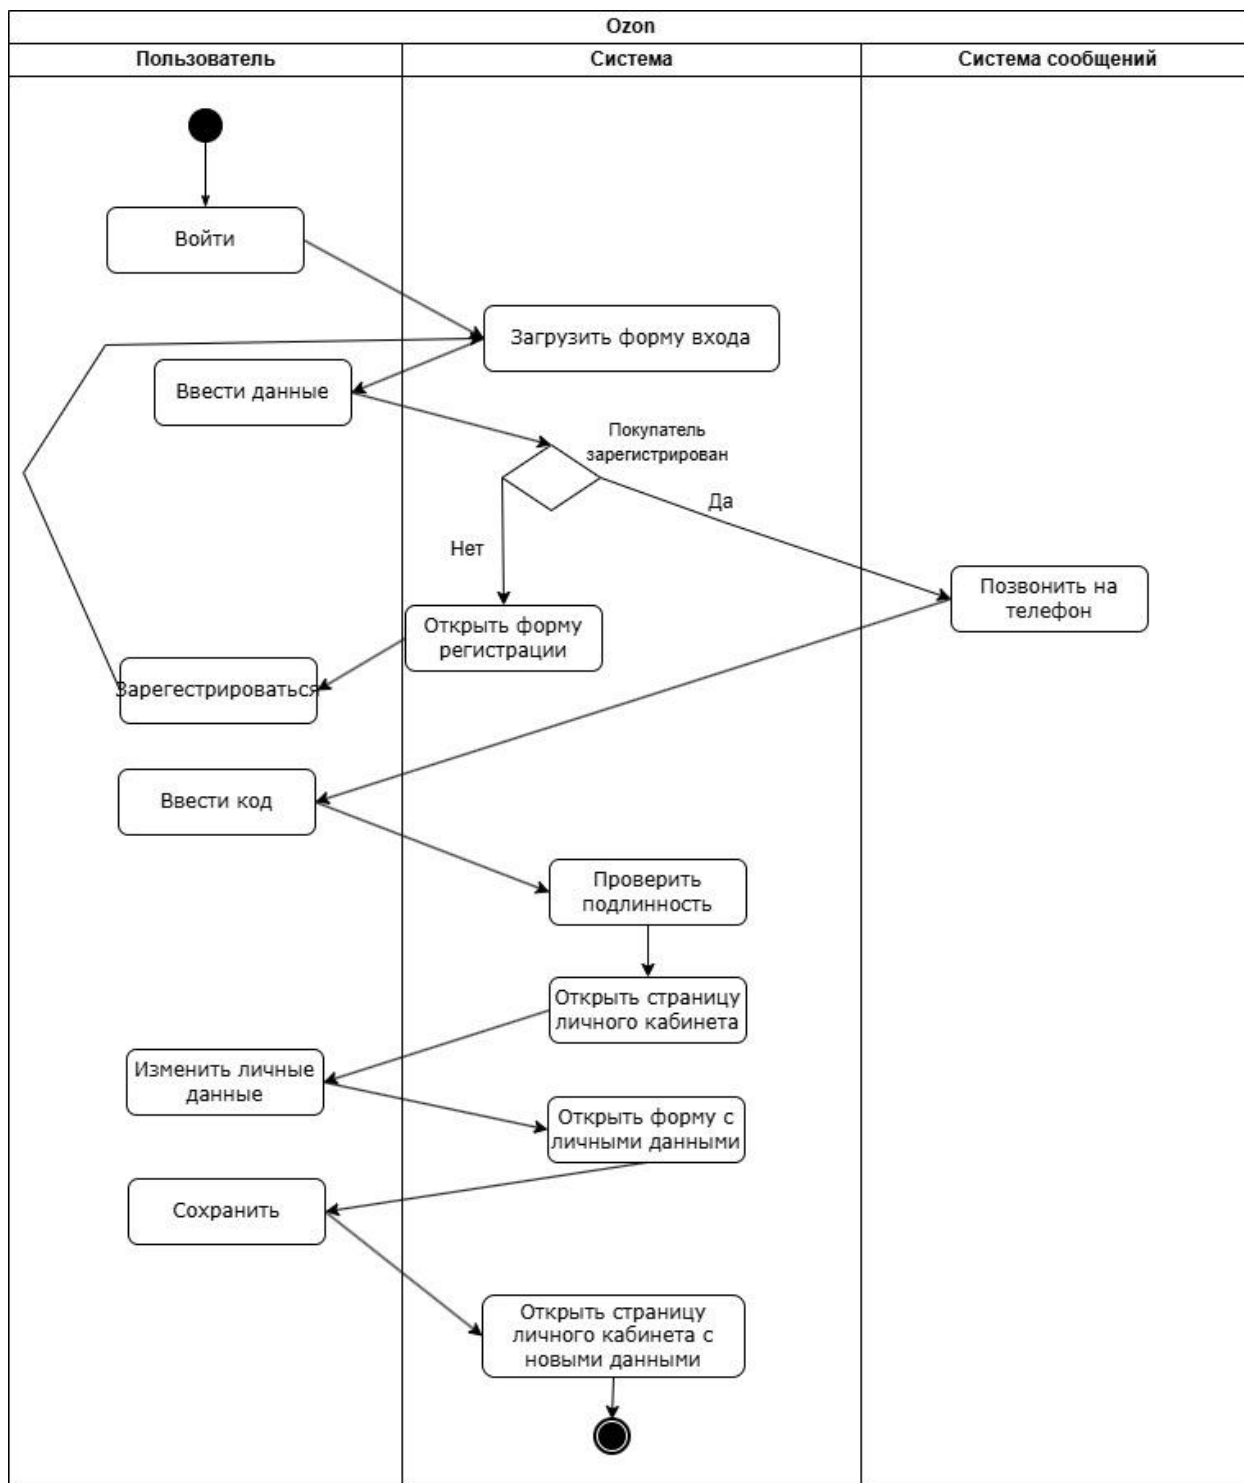 Ozon
Пользователь
Система
Система сообщений
Войти
Загрузить форму входа
Ввести данные
Покупатель
зарегистрирован
Да
Нет
Позвонить на
телефон
Открыть форму
регистрации
Зарегестрироваться
Ввести код
Проверить
подлинность
Открыть страницу
личного кабинета
Изменить личные
данные
Открыть форму с
личными данными
Сохранить
Открыть страницу
личного кабинета с
новыми данными